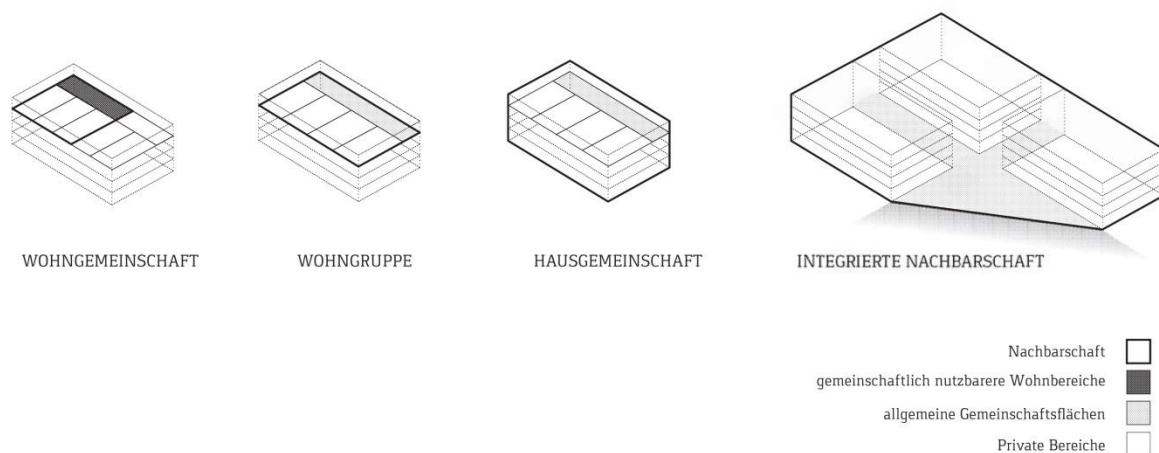 WOHNGEMEINSCHAFT
WOHNGRUPPE
HAUSGEMEINSCHAFT
INTEGRIERTE NACHBARSCHAFT
Nachbarschaft
gemeinschaftlich nutzbarere Wohnbereiche
allgemeine Gemeinschaftsflächen
Private Bereiche